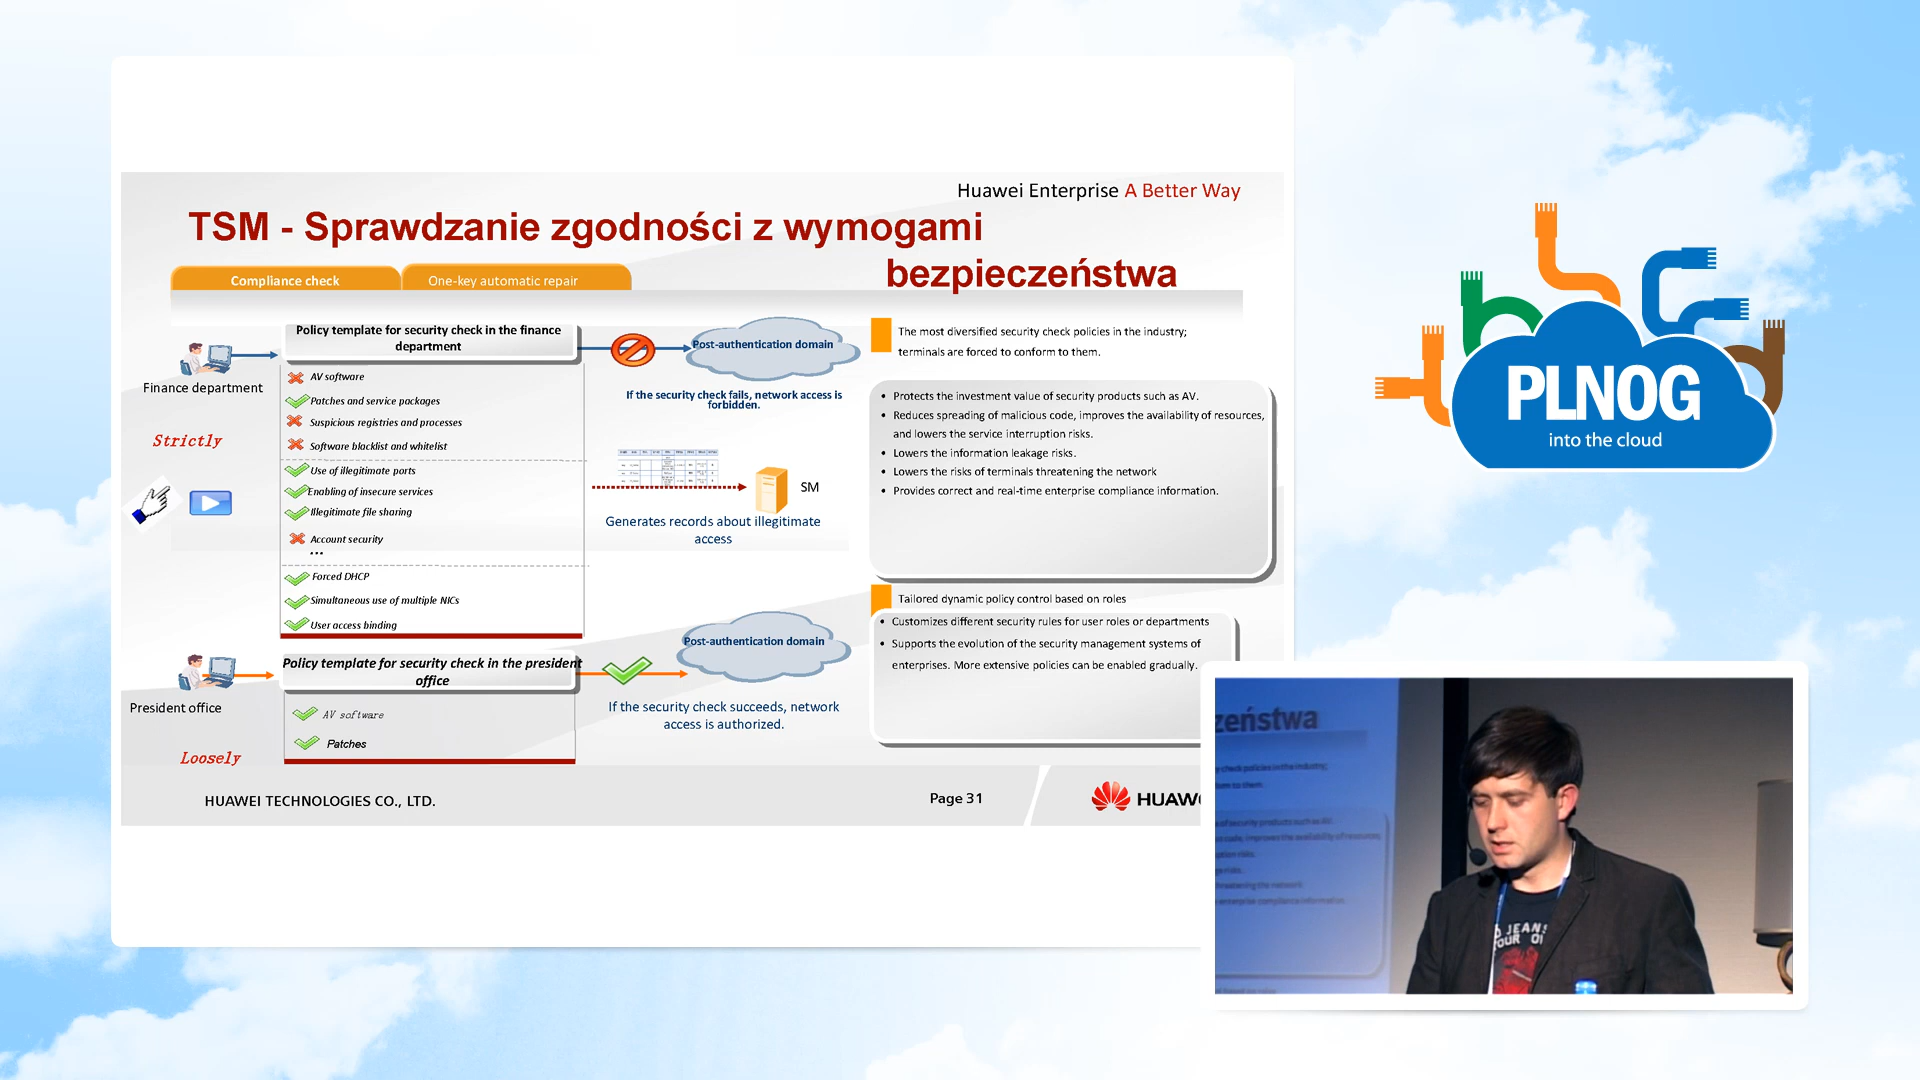 Huawei Enterprise A Better Way
TSM - Sprawdzanie zgodności z wymogami
bezpieczeństwa
Compliance check
One-key automatic repair
Policy template for security check in the finance
department
Finance department
Strictly
AV software
Patches and service packages
Suspicious registries and processes
Software blacklist and whitelist
Use of illegitimate ports
Enabling of insecure services
Illegitimate file sharing
Account security
...
Forced DHCP
Simultaneous use of multiple NICs
User access binding
Post-authentication domain
If the security check fails, network access is
forbidden.
SM
Generates records about illegitimate
access
Policy template for security check in the president
office
President office
Loosely
AV software
Patches
Post-authentication domain
If the security check succeeds, network
access is authorized.
The most diversified security check policies in the industry;
terminals are forced to conform to them.
• Protects the investment value of security products such as AV.
• Reduces spreading of malicious code, improves the availability of resources,
and lowers the service interruption risks.
• Lowers the information leakage risks.
• Lowers the risks of terminals threatening the network
• Provides correct and real-time enterprise compliance information.
Tailored dynamic policy control based on roles
• Customizes different security rules for user roles or departments
• Supports the evolution of the security management systems of
enterprises. More extensive policies can be enabled gradually.
HUAWEI TECHNOLOGIES CO., LTD.
Page 31
HUAW
PLNOG
into the cloud
zeństwa
JEANS